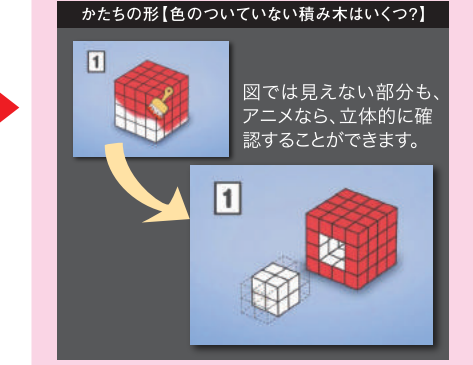 かたちの形【色のついていない積み木はいくつ?】
1
図では見えない部分も、
アニメなら、立体的に確
認することができます。
1